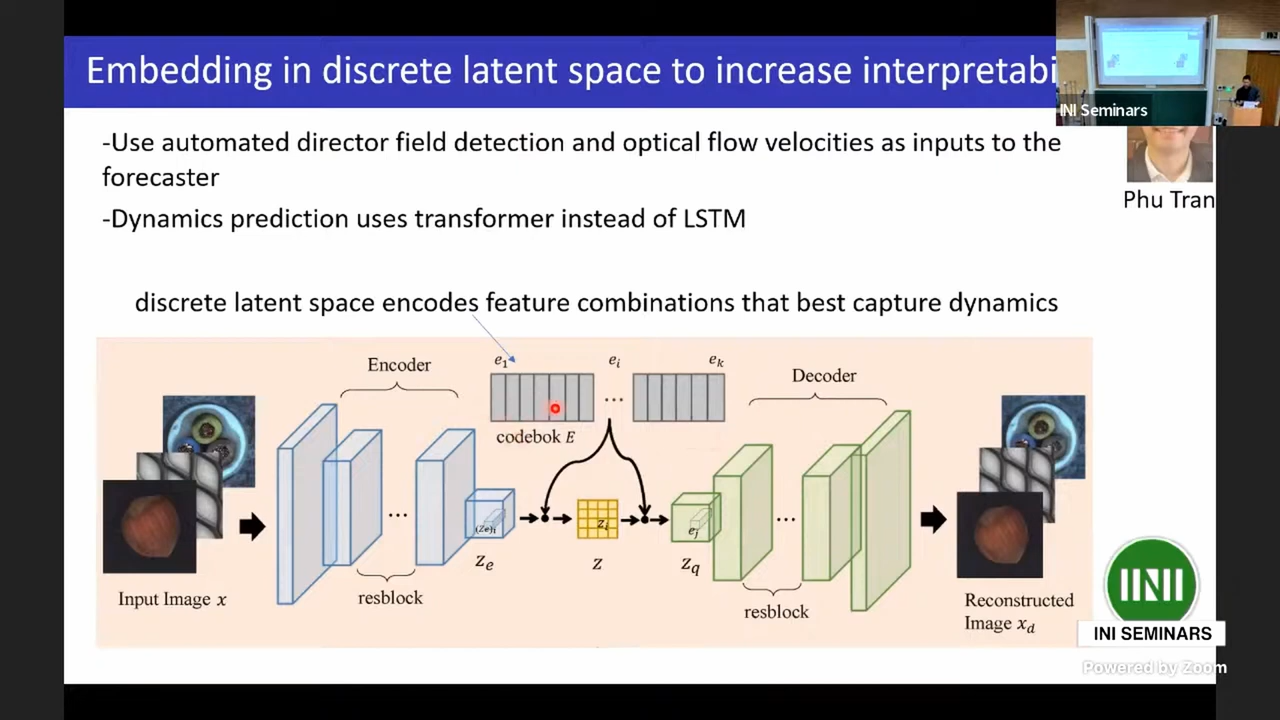 Embedding in discrete latent space to increase interpretabi
INI Seminars
-Use automated director field detection and optical flow velocities as inputs to the
forecaster
-Dynamics prediction uses transformer instead of LSTM
Phu Tran
discrete latent space encodes feature combinations that best capture dynamics
Encoder
e1
ei
ek
Decoder
...
codebok E
...
(Ze)i
zi
ej
...
Ze
Z
Zq
Input Image x
resblock
resblock
Reconstructed
Image xd
INI
INI SEMINARS
Powered by Zoom